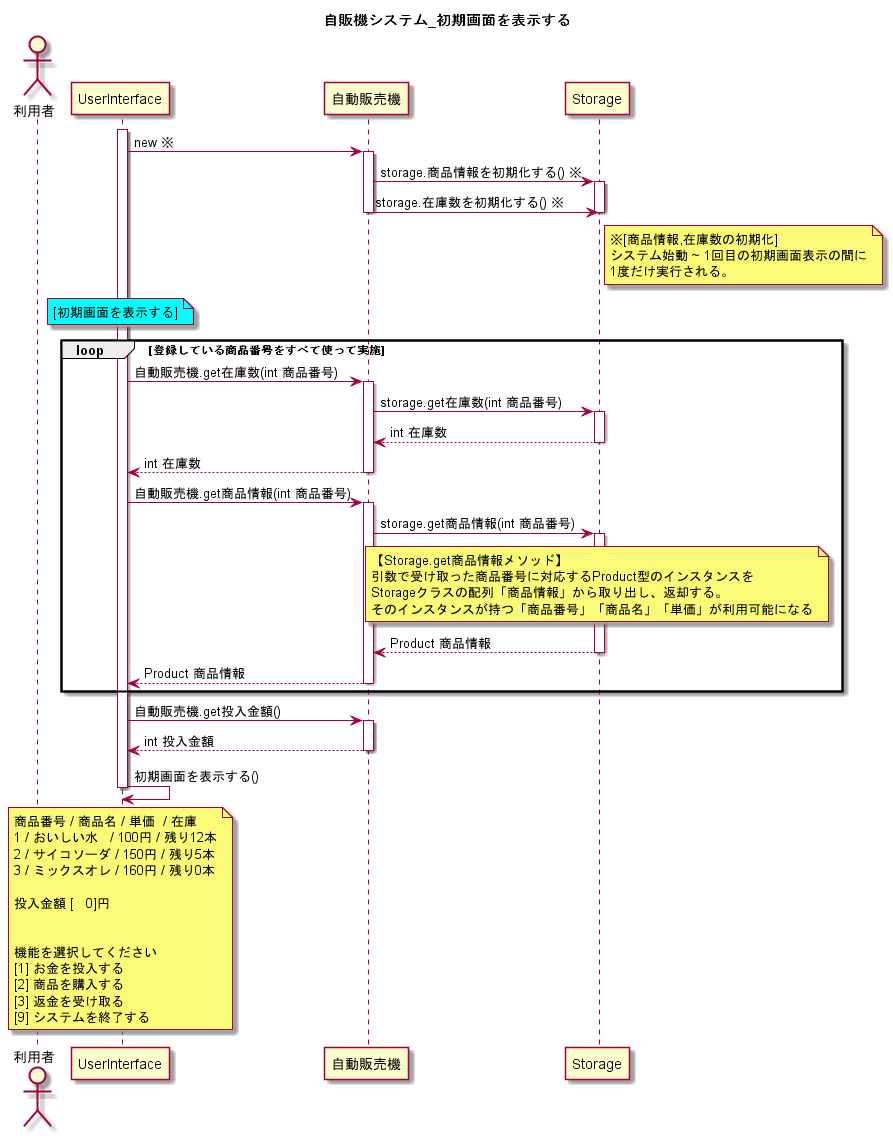 自販機システム_初期画面を表示する
利用者
UserInterface
自動販売機
Storage
new ※
storage.商品情報を初期化する() ※
storage.在庫数を初期化する() ※
※[商品情報,在庫数の初期化]
システム始動 ~ 1回目の初期画面表示の間に
1度だけ実行される。
[初期画面を表示する]
loop
[登録している商品番号をすべて使って実施]
自動販売機.get在庫数(int 商品番号)
storage.get在庫数(int 商品番号)
int 在庫数
int 在庫数
自動販売機.get商品情報(int 商品番号)
storage.get商品情報(int 商品番号)
【Storage.get商品情報メソッド】
引数で受け取った商品番号に対応するProduct型のインスタンスを
Storageクラスの配列「商品情報」から取り出し、返却する。
そのインスタンスが持つ「商品番号」「商品名」「単価」が利用可能になる
Product 商品情報
Product 商品情報
自動販売機.get投入金額()
int 投入金額
初期画面を表示する()
商品番号 / 商品名 / 単価 / 在庫
1 / おいしい水 / 100円 / 残り12本
2 / サイコソーダ / 150円 / 残り5本
3 / ミックスオレ / 160円 / 残り0本
投入金額 [ 0]円
機能を選択してください
[1] お金を投入する
[2] 商品を購入する
[3] 返金を受け取る
[9] システムを終了する
利用者
UserInterface
自動販売機
Storage